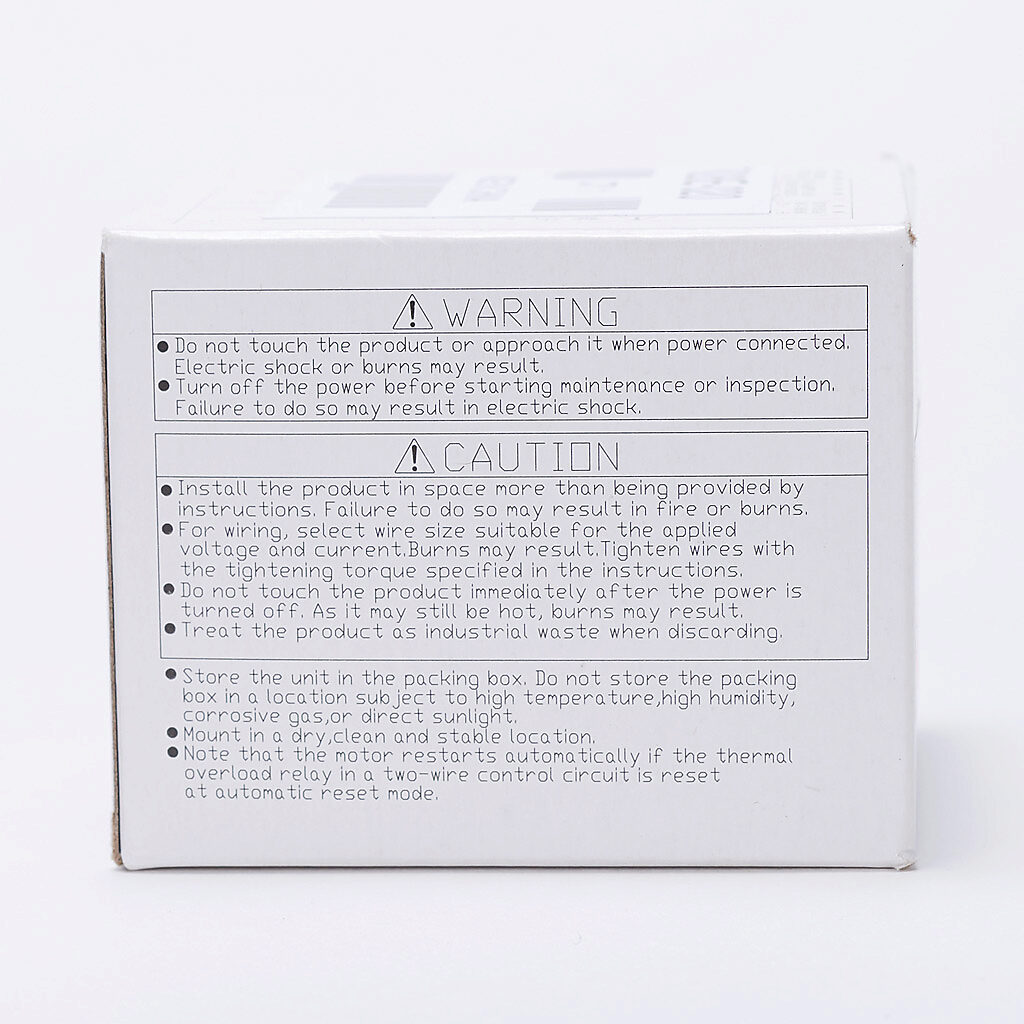 ⚠ WARNING
● Do not touch the product or approach it when power connected.
Electric shock or burns may result.
● Turn off the power before starting maintenance or inspection.
Failure to do so may result in electric shock.
⚠ CAUTION
● Install the product in space more than being provided by
instructions. Failure to do so may result in fire or burns.
● For wiring, select wire size suitable for the applied
voltage and current.Burns may result.Tighten wires with
the tightening torque specified in the instructions.
● Do not touch the product immediately after the power is
turned off. As it may still be hot, burns may result.
● Treat the product as industrial waste when discarding.
● Store the unit in the packing box. Do not store the packing
box in a location subject to high temperature,high humidity,
corrosive gas,or direct sunlight.
● Mount in a dry,clean and stable location.
● Note that the motor restarts automatically if the thermal
overload relay in a two-wire control circuit is reset
at automatic reset mode.